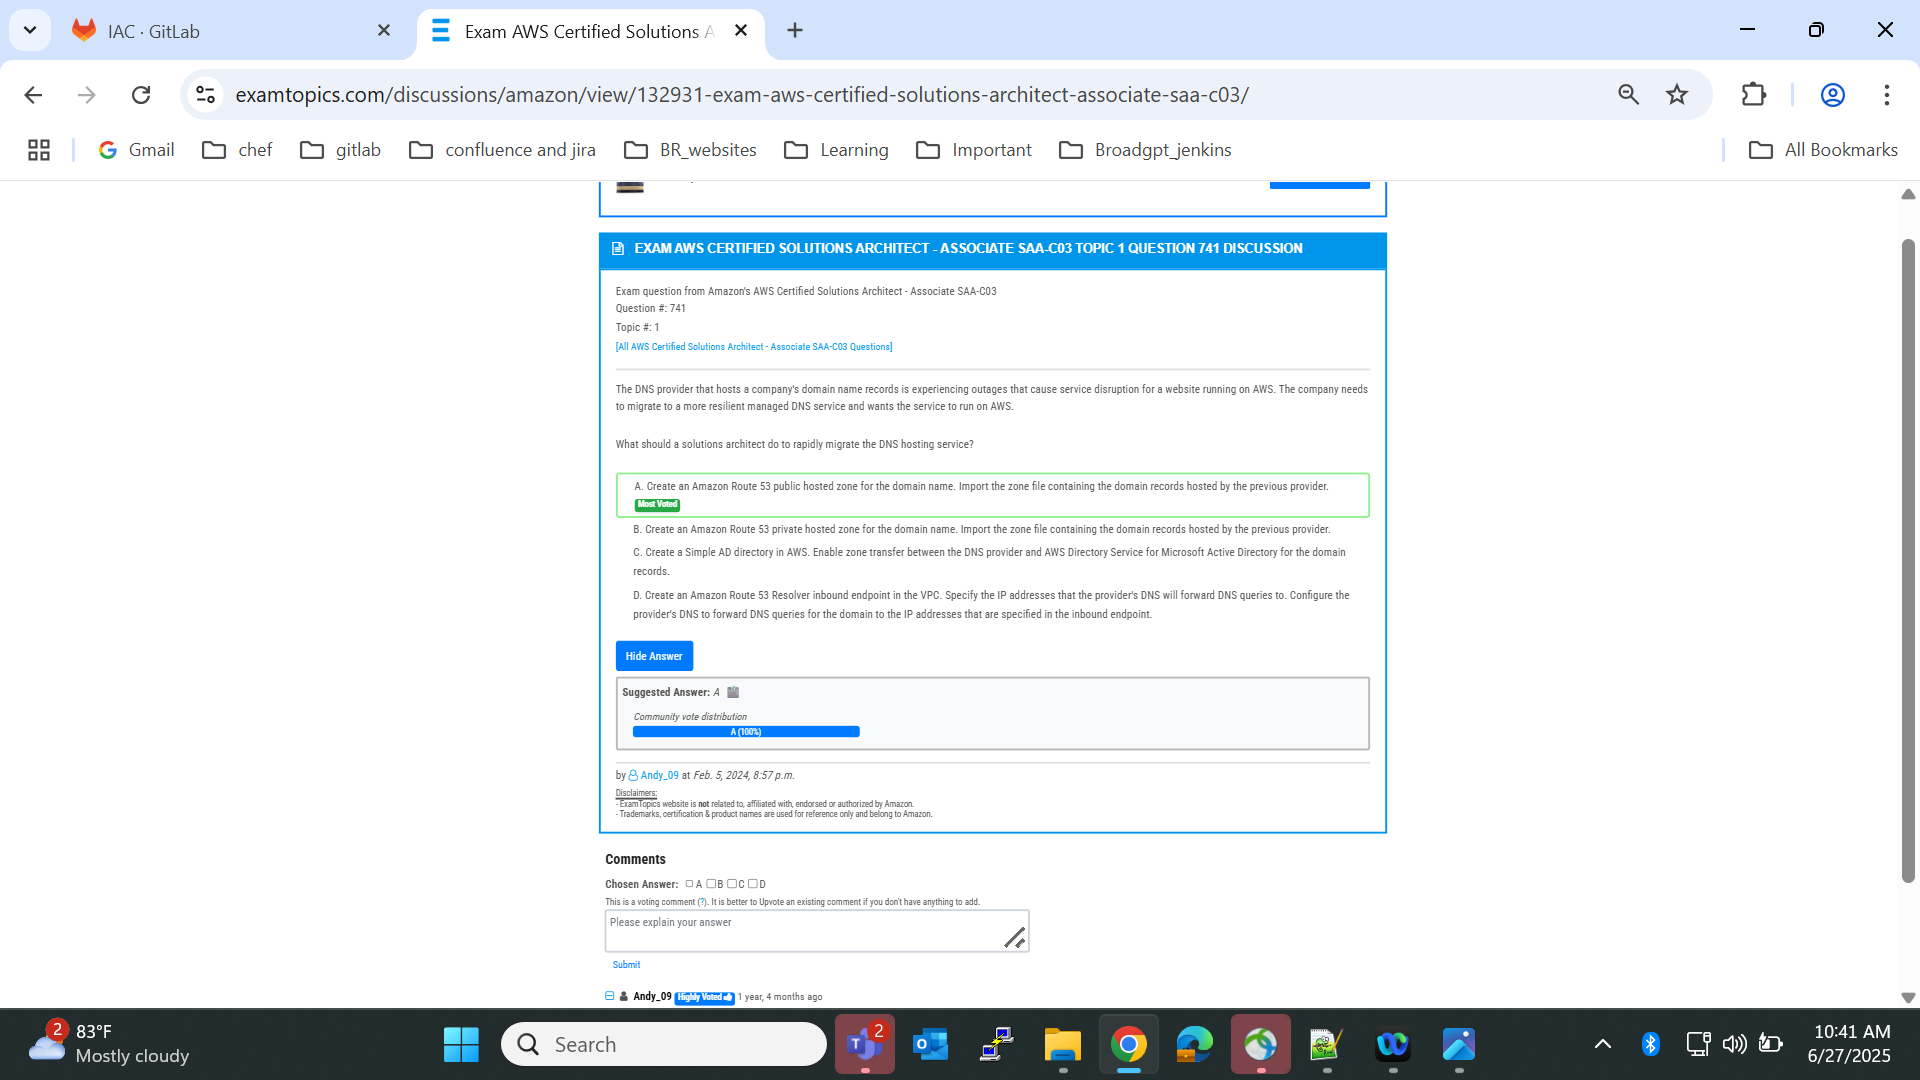 IAC · GitLab
Exam AWS Certified Solutions A
examtopics.com/discussions/amazon/view/132931-exam-aws-certified-solutions-architect-associate-saa-c03/
Gmail chef gitlab confluence and jira BR_websites Learning Important Broadgpt_jenkins All Bookmarks
EXAM AWS CERTIFIED SOLUTIONS ARCHITECT - ASSOCIATE SAA-C03 TOPIC 1 QUESTION 741 DISCUSSION
Exam question from Amazon's AWS Certified Solutions Architect - Associate SAA-C03
Question #: 741
Topic #: 1
[All AWS Certified Solutions Architect - Associate SAA-C03 Questions]
The DNS provider that hosts a company's domain name records is experiencing outages that cause service disruption for a website running on AWS. The company needs
to migrate to a more resilient managed DNS service and wants the service to run on AWS.
What should a solutions architect do to rapidly migrate the DNS hosting service?
A. Create an Amazon Route 53 public hosted zone for the domain name. Import the zone file containing the domain records hosted by the previous provider.
Most Voted
B. Create an Amazon Route 53 private hosted zone for the domain name. Import the zone file containing the domain records hosted by the previous provider.
C. Create a Simple AD directory in AWS. Enable zone transfer between the DNS provider and AWS Directory Service for Microsoft Active Directory for the domain
records.
D. Create an Amazon Route 53 Resolver inbound endpoint in the VPC. Specify the IP addresses that the provider's DNS will forward DNS queries to. Configure the
provider's DNS to forward DNS queries for the domain to the IP addresses that are specified in the inbound endpoint.
Hide Answer
Suggested Answer: A
Community vote distribution
A (100%)
by Andy_09 at Feb. 5, 2024, 8:57 p.m.
Disclaimers:
- ExamTopics website is not related to, affiliated with, endorsed or authorized by Amazon.
- Trademarks, certification & product names are used for reference only and belong to Amazon.
Comments
Chosen Answer: A B C D
This is a voting comment (?). It is better to Upvote an existing comment if you don't have anything to add.
Please explain your answer
Submit
Andy_09 Highly Voted 1 year, 4 months ago
2 83°F
Mostly cloudy
Search
2
10:41 AM
6/27/2025